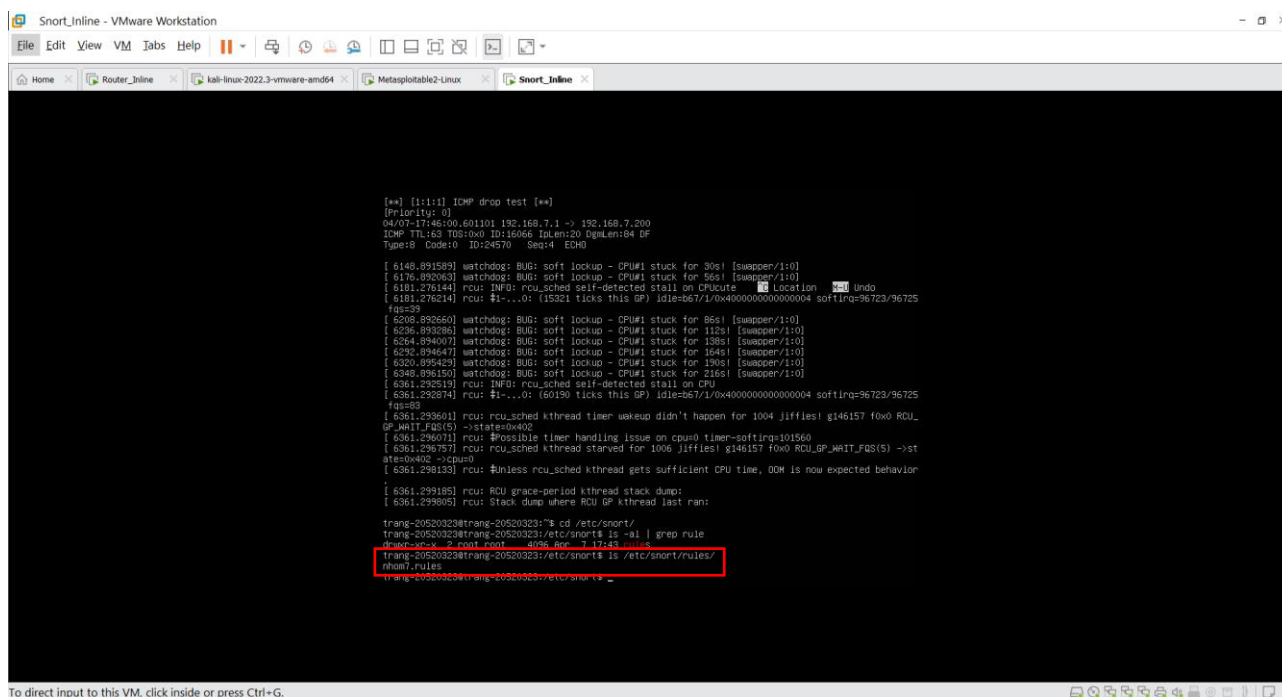 Snort_Inline - VMware Workstation
File Edit View VM Tabs Help
Home Router_Inline kali-linux-2022.3-vmware-amd64 Metasploitable2-Linux Snort_Inline
[**] [1:1:1] ICMP drop test [**]
[Priority: 0]
04/07-17:46:00.601101 192.168.7.1 -> 192.168.7.200
ICMP TTL:63 TOS:0x0 ID:16066 IpLen:20 DgmLen:84 DF
Type:8 Code:0 ID:24570 Seq:4 ECHO
[ 6148.891589] watchdog: BUG: soft lockup - CPU#1 stuck for 30s! [swapper/1:0]
[ 6176.892063] watchdog: BUG: soft lockup - CPU#1 stuck for 56s! [swapper/1:0]
[ 6181.276144] rcu: INFO: rcu_sched self-detected stall on CPUcute ^C Location M-U Undo
[ 6181.276214] rcu: ‡1-...0: (15321 ticks this GP) idle=b67/1/0x4000000000000004 softirq=96723/96725
fqs=39
[ 6208.892660] watchdog: BUG: soft lockup - CPU#1 stuck for 86s! [swapper/1:0]
[ 6236.893286] watchdog: BUG: soft lockup - CPU#1 stuck for 112s! [swapper/1:0]
[ 6264.894007] watchdog: BUG: soft lockup - CPU#1 stuck for 138s! [swapper/1:0]
[ 6292.894647] watchdog: BUG: soft lockup - CPU#1 stuck for 164s! [swapper/1:0]
[ 6320.895429] watchdog: BUG: soft lockup - CPU#1 stuck for 190s! [swapper/1:0]
[ 6348.896150] watchdog: BUG: soft lockup - CPU#1 stuck for 216s! [swapper/1:0]
[ 6361.292519] rcu: INFO: rcu_sched self-detected stall on CPU
[ 6361.292874] rcu: ‡1-...0: (60190 ticks this GP) idle=b67/1/0x4000000000000004 softirq=96723/96725
fqs=83
[ 6361.293601] rcu: rcu_sched kthread timer wakeup didn't happen for 1004 jiffies! g146157 f0x0 RCU_
GP_WAIT_FQS(5) ->state=0x402
[ 6361.296071] rcu: ‡Possible timer handling issue on cpu=0 timer-softirq=101560
[ 6361.296757] rcu: rcu_sched kthread starved for 1006 jiffies! g146157 f0x0 RCU_GP_WAIT_FQS(5) ->st
ate=0x402 ->cpu=0
[ 6361.298133] rcu: ‡Unless rcu_sched kthread gets sufficient CPU time, OOM is now expected behavior
.
[ 6361.299185] rcu: RCU grace-period kthread stack dump:
[ 6361.299805] rcu: Stack dump where RCU GP kthread last ran:
trang-20520323@trang-20520323:~$ cd /etc/snort/
trang-20520323@trang-20520323:/etc/snort$ ls -al | grep rule
drwxr-xr-x 2 root root 4096 Apr 7 17:43 rules
trang-20520323@trang-20520323:/etc/snort$ ls /etc/snort/rules/
nhom7.rules
trang-20520323@trang-20520323:/etc/snort$ _
To direct input to this VM, click inside or press Ctrl+G.